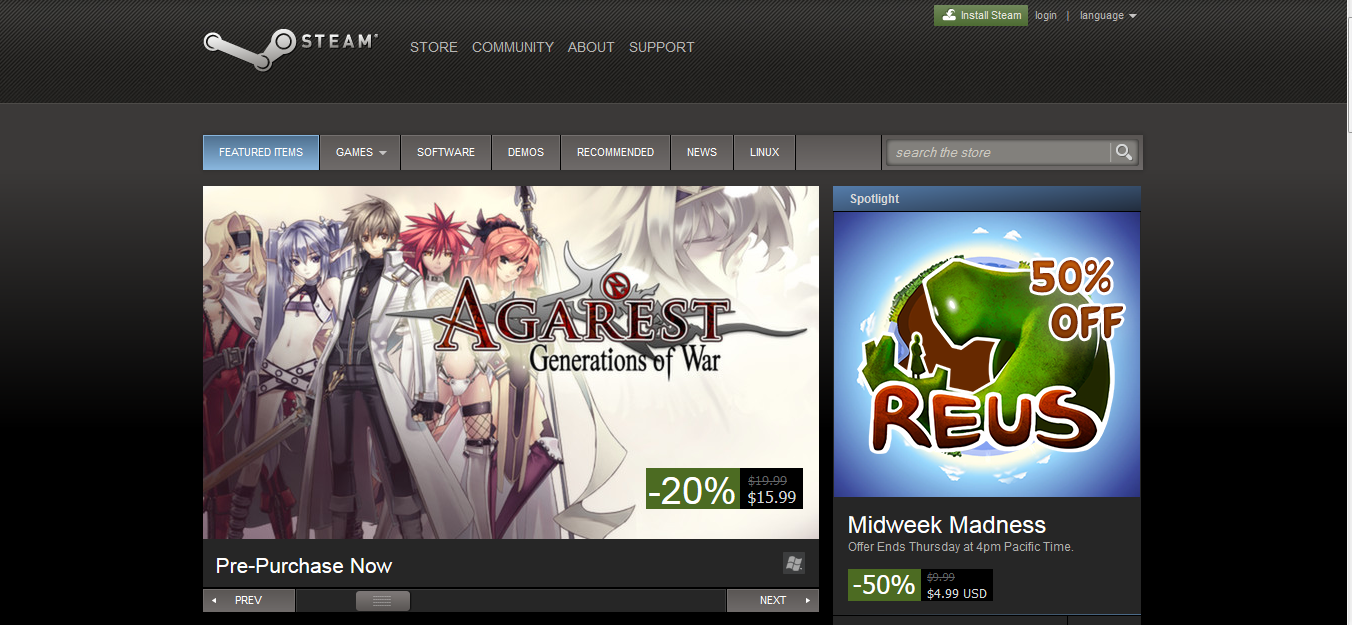 Install Steam login | language
STEAM
STORE COMMUNITY ABOUT SUPPORT
FEATURED ITEMS GAMES SOFTWARE DEMOS RECOMMENDED NEWS LINUX
search the store
AGAREST
Generations of War
-20%
$19.99
$15.99
Pre-Purchase Now
PREV
NEXT
Spotlight
50%
OFF
REUS
Midweek Madness
Offer Ends Thursday at 4pm Pacific Time.
-50%
$9.99
$4.99 USD